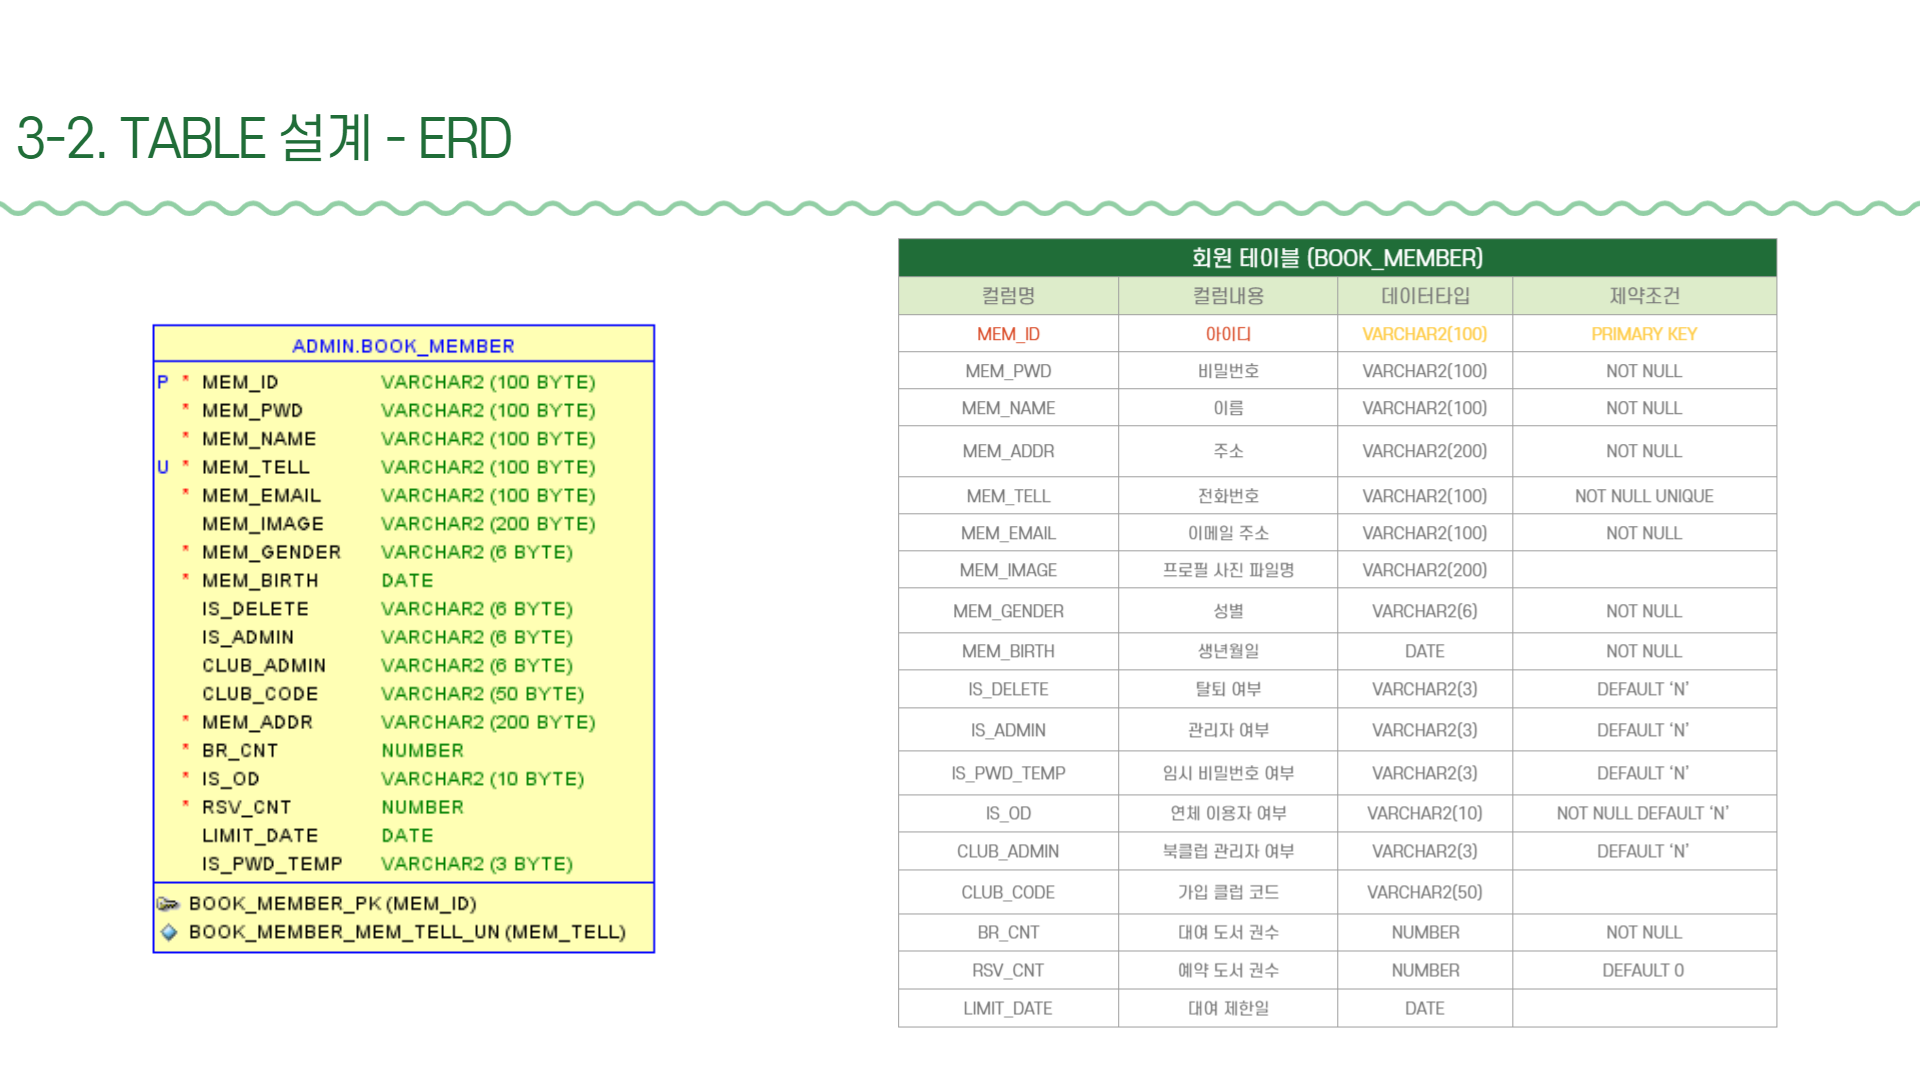 3-2. TABLE 설계 - ERD
ADMIN.BOOK_MEMBER
P * MEM_ID VARCHAR2 (100 BYTE)
* MEM_PWD VARCHAR2 (100 BYTE)
* MEM_NAME VARCHAR2 (100 BYTE)
U * MEM_TELL VARCHAR2 (100 BYTE)
* MEM_EMAIL VARCHAR2 (100 BYTE)
MEM_IMAGE VARCHAR2 (200 BYTE)
* MEM_GENDER VARCHAR2 (6 BYTE)
* MEM_BIRTH DATE
IS_DELETE VARCHAR2 (6 BYTE)
IS_ADMIN VARCHAR2 (6 BYTE)
CLUB_ADMIN VARCHAR2 (6 BYTE)
CLUB_CODE VARCHAR2 (50 BYTE)
* MEM_ADDR VARCHAR2 (200 BYTE)
* BR_CNT NUMBER
* IS_OD VARCHAR2 (10 BYTE)
* RSV_CNT NUMBER
LIMIT_DATE DATE
IS_PWD_TEMP VARCHAR2 (3 BYTE)
BOOK_MEMBER_PK (MEM_ID)
BOOK_MEMBER_MEM_TELL_UN (MEM_TELL)
회원 테이블 (BOOK_MEMBER)
컬럼명 컬럼내용 데이터타입 제약조건
MEM_ID 아이디 VARCHAR2(100) PRIMARY KEY
MEM_PWD 비밀번호 VARCHAR2(100) NOT NULL
MEM_NAME 이름 VARCHAR2(100) NOT NULL
MEM_ADDR 주소 VARCHAR2(200) NOT NULL
MEM_TELL 전화번호 VARCHAR2(100) NOT NULL UNIQUE
MEM_EMAIL 이메일 주소 VARCHAR2(100) NOT NULL
MEM_IMAGE 프로필 사진 파일명 VARCHAR2(200)
MEM_GENDER 성별 VARCHAR2(6) NOT NULL
MEM_BIRTH 생년월일 DATE NOT NULL
IS_DELETE 탈퇴 여부 VARCHAR2(3) DEFAULT ‘N’
IS_ADMIN 관리자 여부 VARCHAR2(3) DEFAULT ‘N’
IS_PWD_TEMP 임시 비밀번호 여부 VARCHAR2(3) DEFAULT ‘N’
IS_OD 연체 이용자 여부 VARCHAR2(10) NOT NULL DEFAULT ‘N’
CLUB_ADMIN 북클럽 관리자 여부 VARCHAR2(3) DEFAULT ‘N’
CLUB_CODE 가입 클럽 코드 VARCHAR2(50)
BR_CNT 대여 도서 권수 NUMBER NOT NULL
RSV_CNT 예약 도서 권수 NUMBER DEFAULT 0
LIMIT_DATE 대여 제한일 DATE